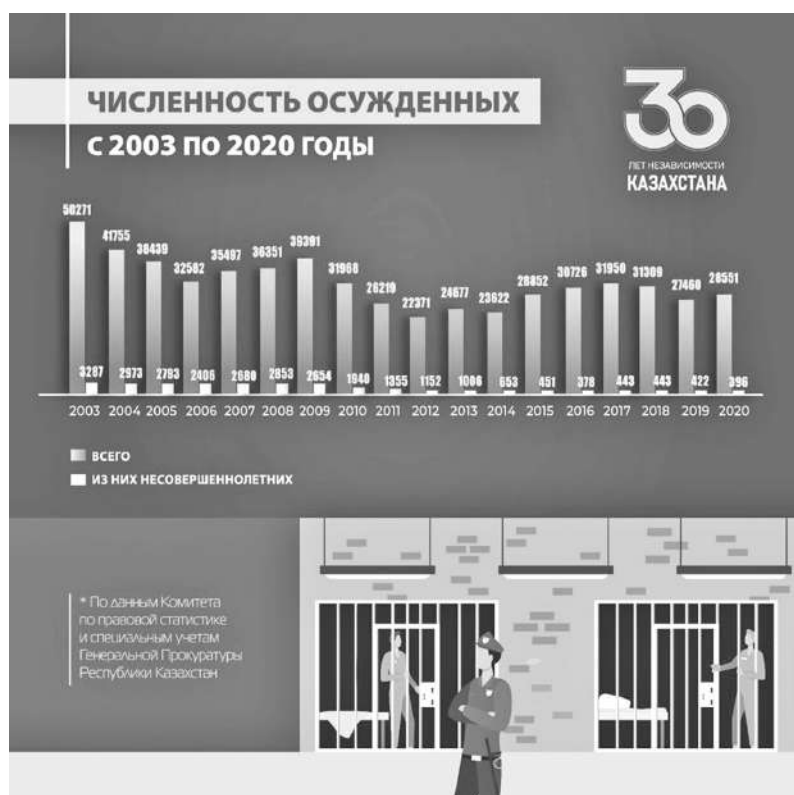 ЧИСЛЕННОСТЬ ОСУЖДЕННЫХ
С 2003 ПО 2020 ГОДЫ
30
ЛЕТ НЕЗАВИСИМОСТИ
КАЗАХСТАНА
50271
41755
38439
32582
35497
36351
39391
31968
26219
22371
24677
23622
28852
30726
31950
31309
27460
28551
3287 2973 2793 2406 2680 2853 2654 1940 1355 1152 1006 653 451 378 443 443 422 396
2003 2004 2005 2006 2007 2008 2009 2010 2011 2012 2013 2014 2015 2016 2017 2018 2019 2020
ВСЕГО
ИЗ НИХ НЕСОВЕРШЕННОЛЕТНИХ
* По данным Комитета
по правовой статистике
и специальным учетам
Генеральной Прокуратуры
Республики Казахстан